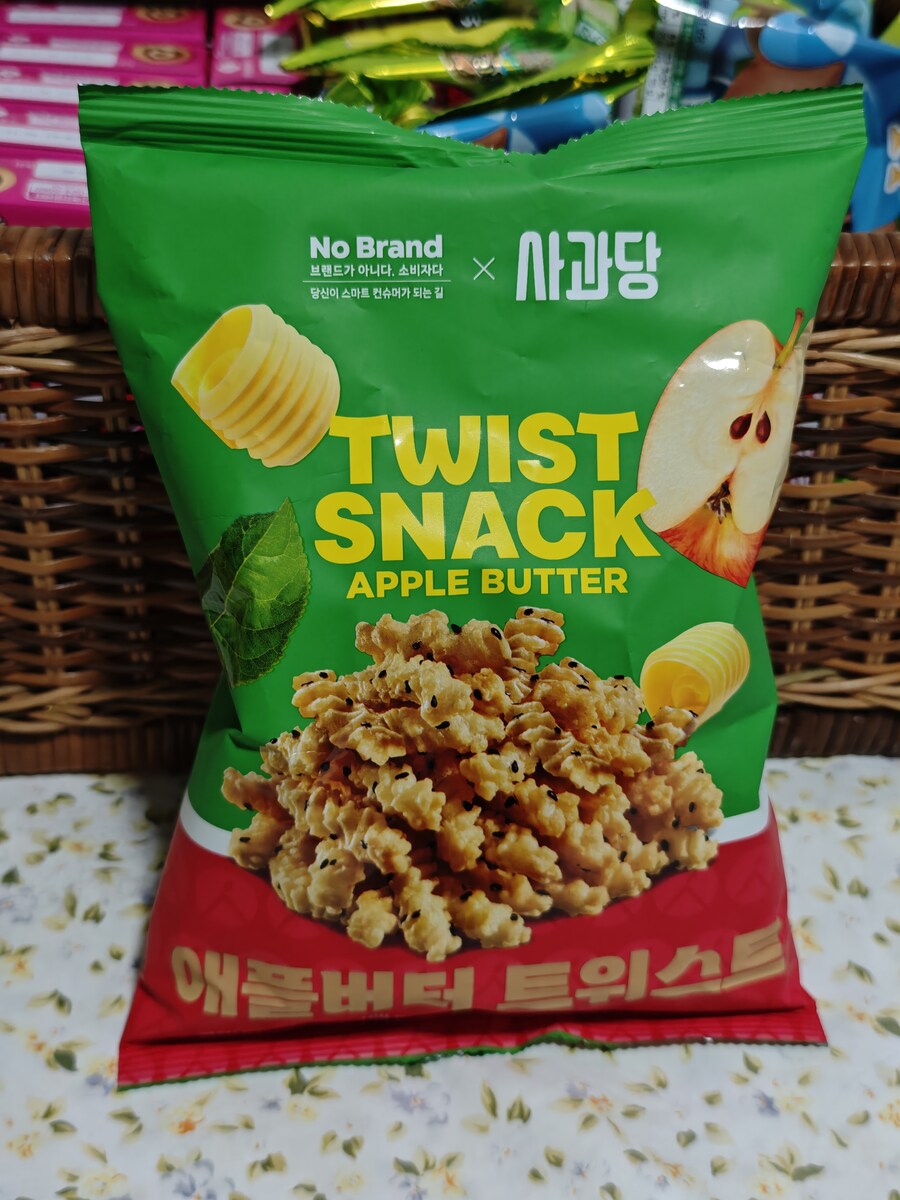 No Brand
브랜드가 아니다. 소비자다
당신이 스마트 컨슈머가 되는 길
×
사과당
TWIST
SNACK
APPLE BUTTER
애플버터 트위스트